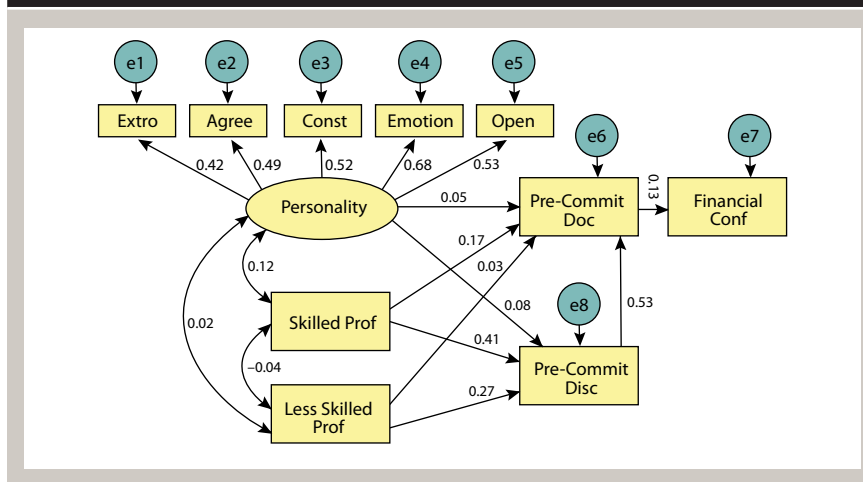 e1
e2
e3
e4
e5
Extro
Agree
Const
Emotion
Open
e6
e7
0.42
0.49
0.52
0.68
0.53
Personality
0.05
Pre-Commit
Doc
0.13
Financial
Conf
0.17
0.03
0.12
0.08
e8
0.53
Skilled Prof
0.02
0.41
−0.04
Pre-Commit
Disc
0.27
Less Skilled
Prof